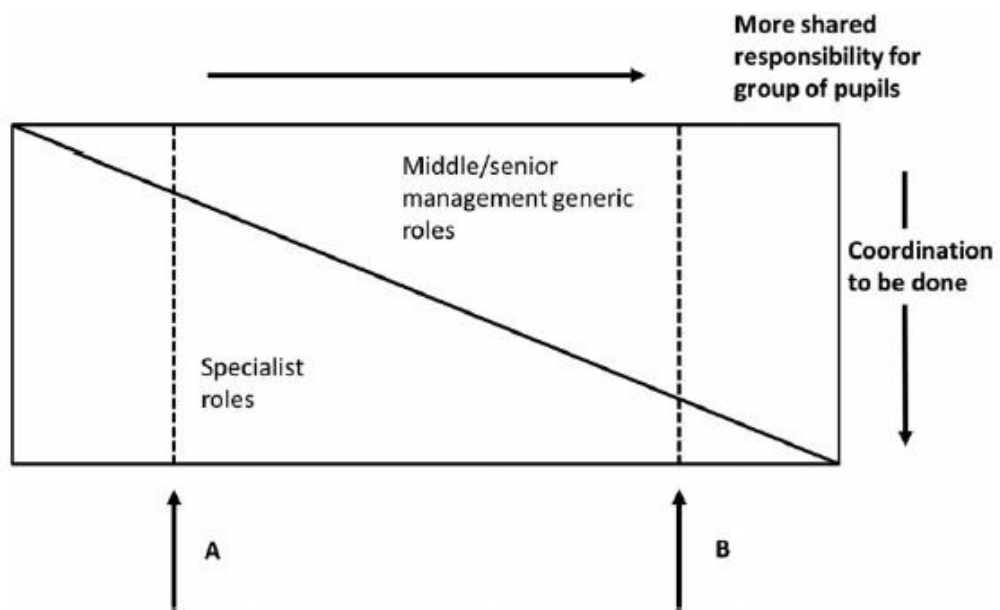 More shared
responsibility for
group of pupils
Middle/senior
management generic
roles
Coordination
to be done
Specialist
roles
A
B